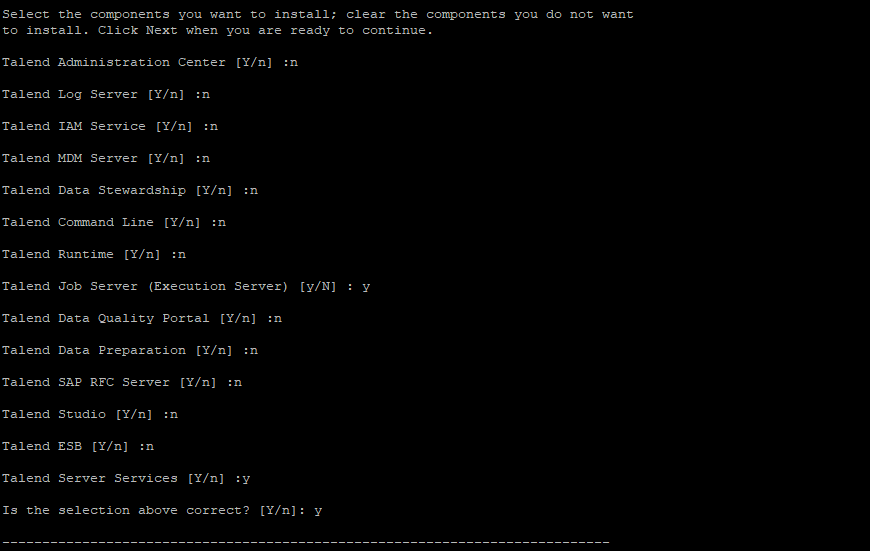 Select the components you want to install; clear the components you do not want
to install. Click Next when you are ready to continue.
Talend Administration Center [Y/n] :n
Talend Log Server [Y/n] :n
Talend IAM Service [Y/n] :n
Talend MDM Server [Y/n] :n
Talend Data Stewardship [Y/n] :n
Talend Command Line [Y/n] :n
Talend Runtime [Y/n] :n
Talend Job Server (Execution Server) [y/N] : y
Talend Data Quality Portal [Y/n] :n
Talend Data Preparation [Y/n] :n
Talend SAP RFC Server [Y/n] :n
Talend Studio [Y/n] :n
Talend ESB [Y/n] :n
Talend Server Services [Y/n] :y
Is the selection above correct? [Y/n]: y
----------------------------------------------------------------------------